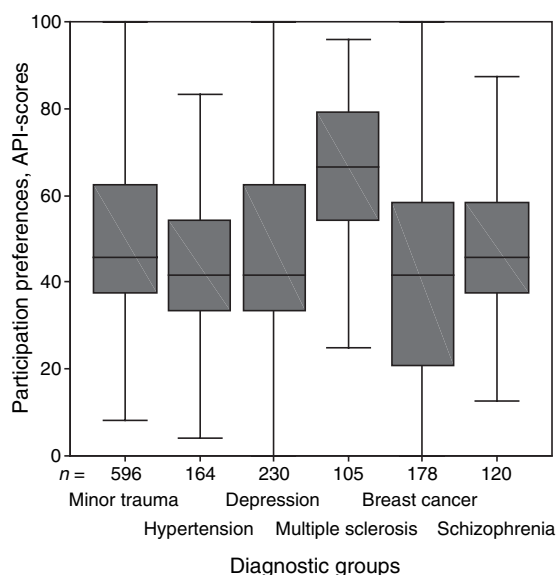 Participation preferences, API-scores
100
80
60
40
20
0
n = 596 164 230 105 178 120
Minor trauma Depression Breast cancer
Hypertension Multiple sclerosis Schizophrenia
Diagnostic groups